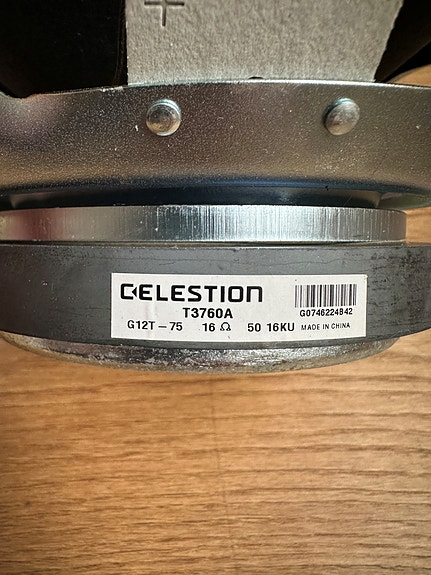 +
CELESTION
T3760A
G0746224B42
G12T-75 16 Ω 50 16KU MADE IN CHINA